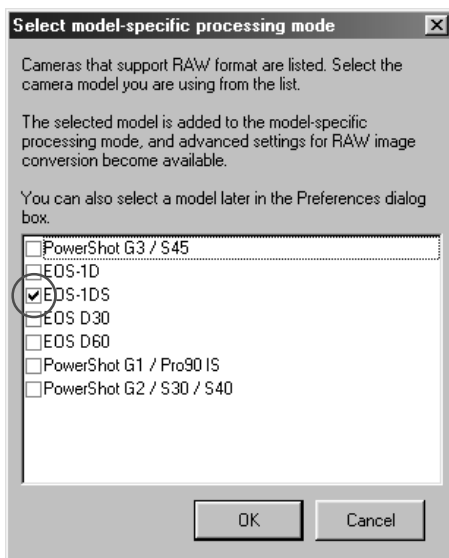 Select model-specific processing mode
Cameras that support RAW format are listed. Select the
camera model you are using from the list.
The selected model is added to the model-specific
processing mode, and advanced settings for RAW image
conversion become available.
You can also select a model later in the Preferences dialog
box.
PowerShot G3 / S45
EOS-1D
EOS-1DS
EOS D30
EOS D60
PowerShot G1 / Pro90 IS
PowerShot G2 / S30 / S40
OK Cancel